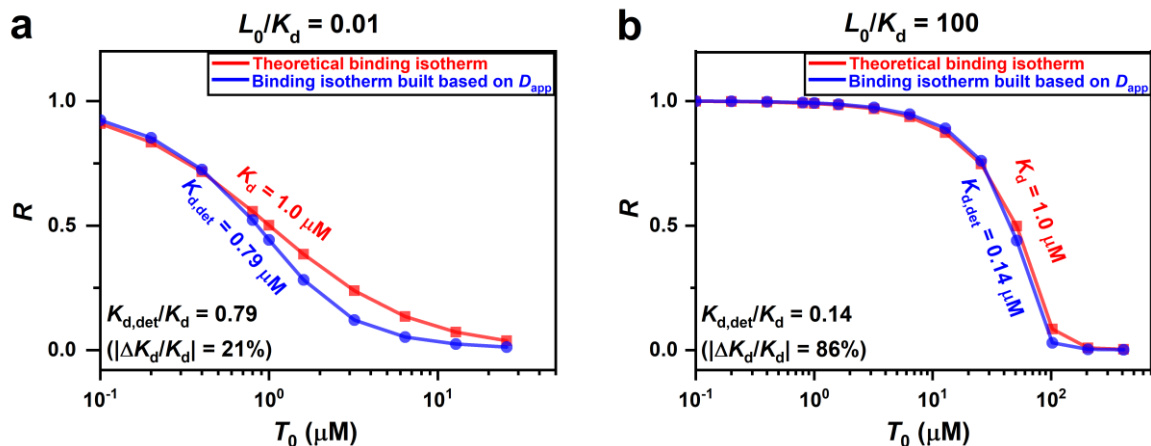 a
L0/Kd = 0.01
Theoretical binding isotherm
Binding isotherm built based on Dapp
1.0
0.5
0.0
R
Kd = 1.0 µM
Kd,det = 0.79 µM
Kd,det/Kd = 0.79
(|ΔKd/Kd| = 21%)
10-1
100
101
T0 (µM)
b
L0/Kd = 100
Theoretical binding isotherm
Binding isotherm built based on Dapp
1.0
0.5
0.0
R
Kd = 1.0 µM
Kd,det = 0.14 µM
Kd,det/Kd = 0.14
(|ΔKd/Kd| = 86%)
10-1
100
101
102
T0 (µM)